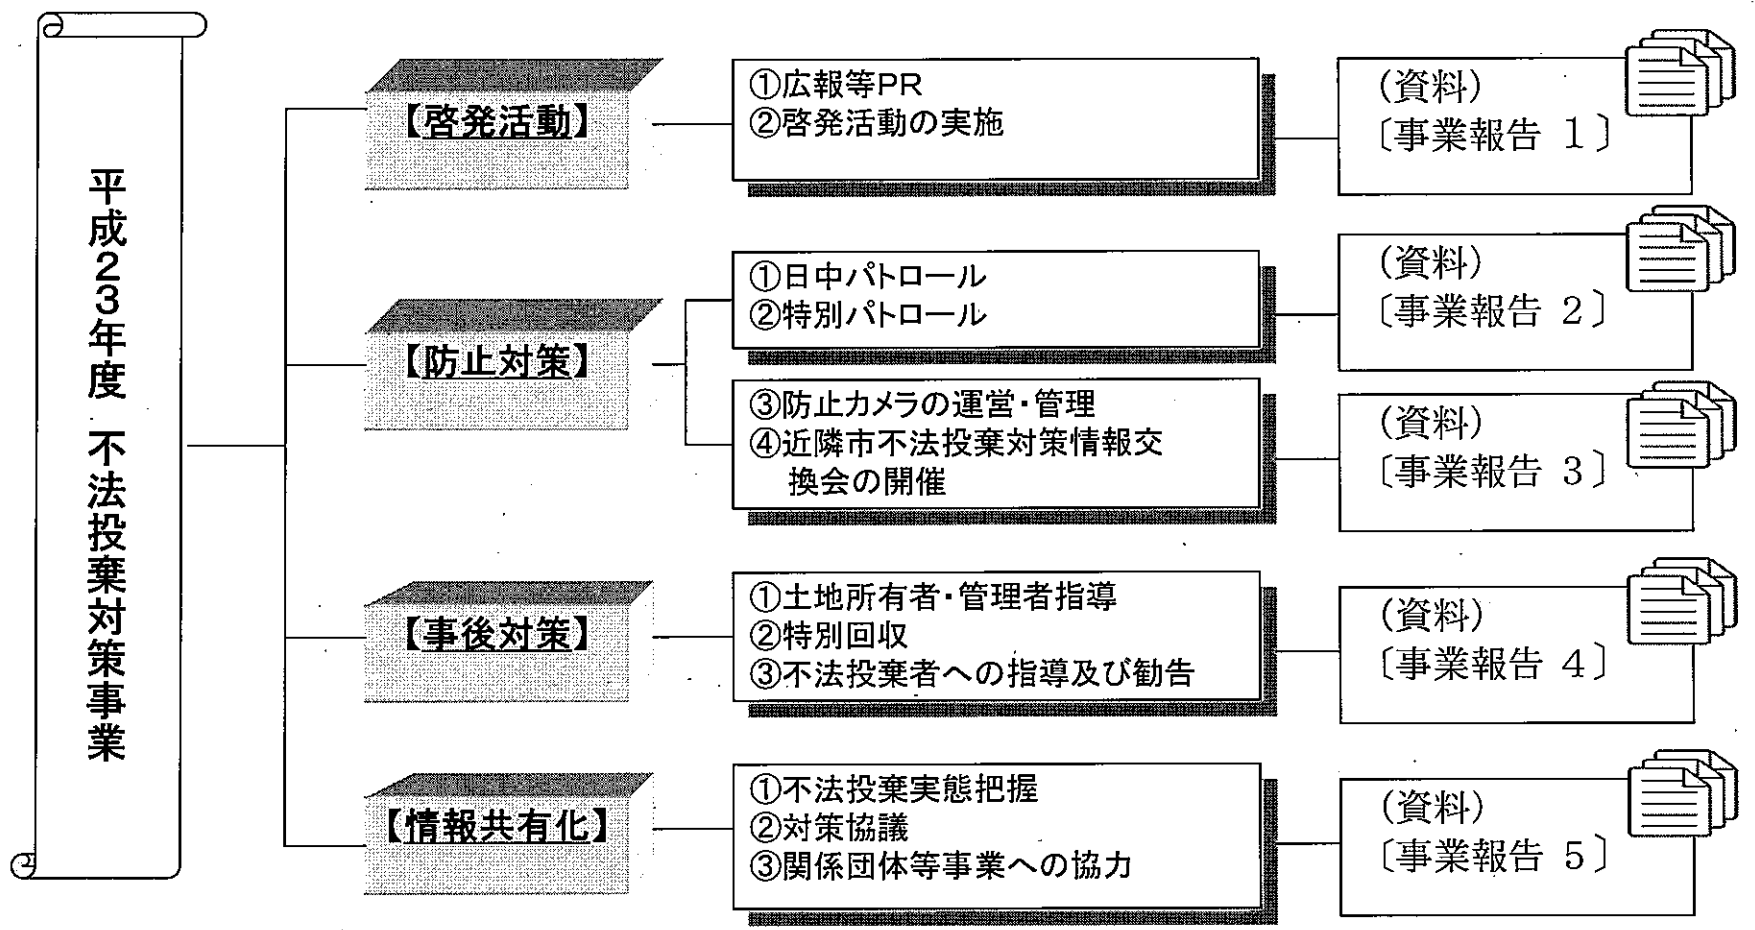 平成23年度 不法投棄対策事業
【啓発活動】
①広報等PR
②啓発活動の実施
（資料）
〔事業報告 1〕
【防止対策】
①日中パトロール
②特別パトロール
（資料）
〔事業報告 2〕
③防止カメラの運営・管理
④近隣市不法投棄対策情報交
換会の開催
（資料）
〔事業報告 3〕
【事後対策】
①土地所有者・管理者指導
②特別回収
③不法投棄者への指導及び勧告
（資料）
〔事業報告 4〕
【情報共有化】
①不法投棄実態把握
②対策協議
③関係団体等事業への協力
（資料）
〔事業報告 5〕